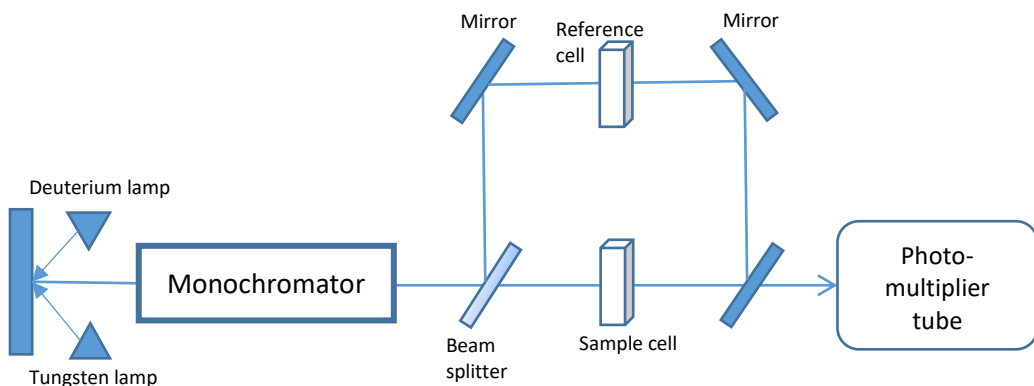 Mirror
Reference
cell
Mirror
Deuterium lamp
Monochromator
Photo-
multiplier
tube
Beam
splitter
Sample cell
Tungsten lamp